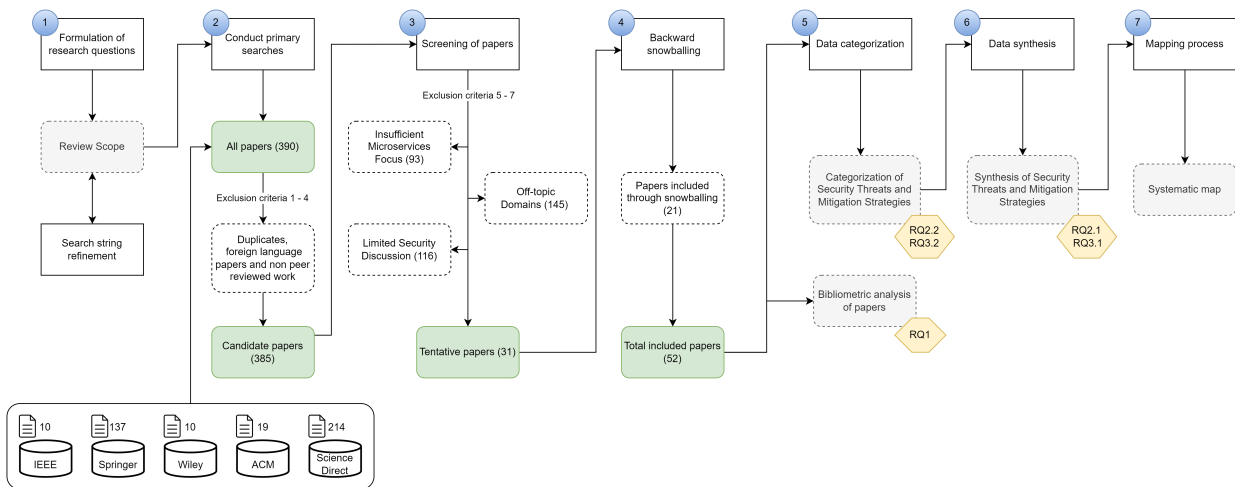 1
Formulation of
research questions
Review Scope
Search string
refinement
2
Conduct primary
searches
All papers (390)
Exclusion criteria 1 - 4
Duplicates,
foreign language
papers and non peer
reviewed work
Candidate papers
(385)
3
Screening of papers
Exclusion criteria 5 - 7
Insufficient
Microservices
Focus
(93)
Off-topic
Domains (145)
Limited Security
Discussion (116)
Tentative papers (31)
4
Backward
snowballing
Papers included
through snowballing
(21)
Total included papers
(52)
5
Data categorization
Categorization of
Security Threats and
Mitigation Strategies
RQ2.2
RQ3.2
Bibliometric analysis
of papers
RQ1
6
Data synthesis
Synthesis of Security
Threats and Mitigation
Strategies
RQ2.1
RQ3.1
7
Mapping process
Systematic map
10
IEEE
137
Springer
10
Wiley
19
ACM
214
Science
Direct